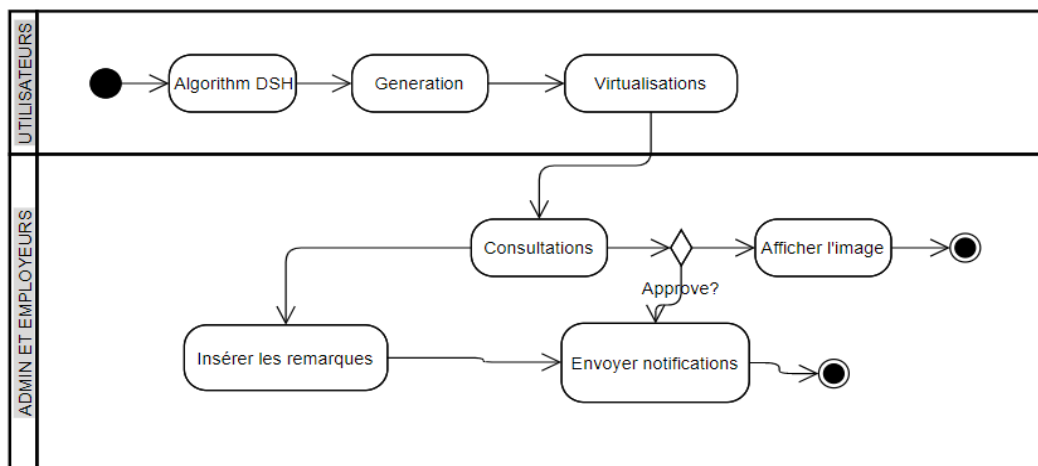 UTILISATEURS
Algorithm DSH
Generation
Virtualisations
ADMIN ET EMPLOYEURS
Consultations
Afficher l'image
Approve?
Insérer les remarques
Envoyer notifications